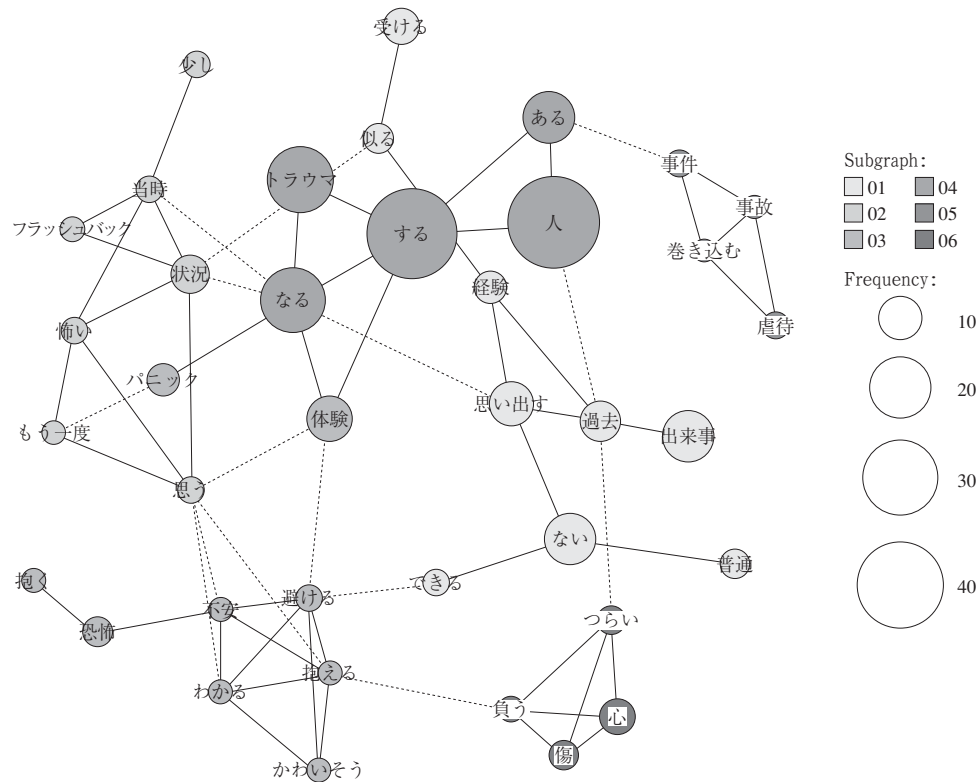 受ける
少し
ある
似る
事件
トラウマ
当時
事故
フラッシュバック
人
する
巻き込む
状況
経験
なる
虐待
怖い
パニック
思い出す
体験
過去
もう一度
出来事
思う
ない
普通
抱く
できる
避ける
不安
つらい
恐怖
抱える
わかる
負う
心
傷
かわいそう
Subgraph:
01 04
02 05
03 06
Frequency:
10
20
30
40